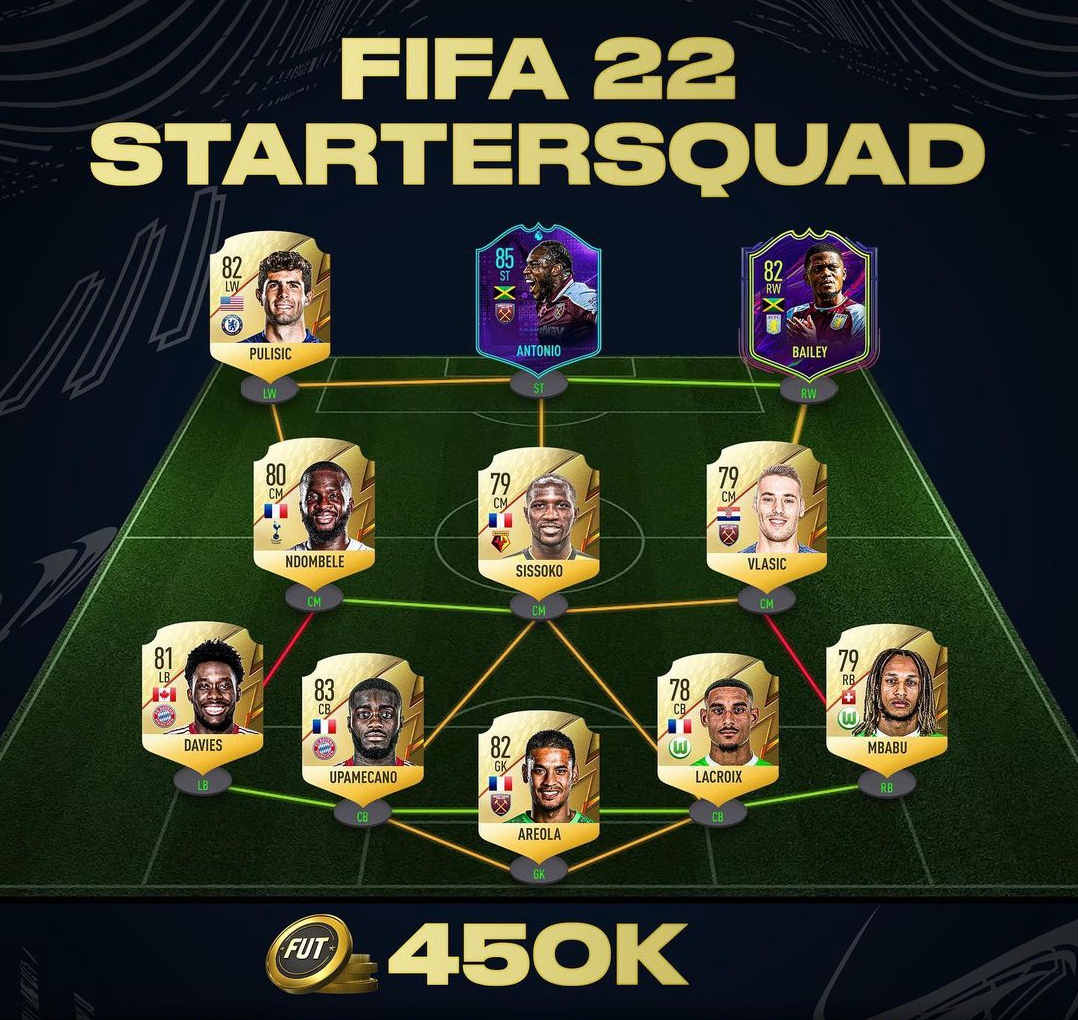 FIFA 22
STARTERSQUAD
82
LW
PULISIC
LW
85
ST
ANTONIO
ST
82
RW
BAILEY
RW
80
CM
NDOMBELE
CM
79
CM
SISSOKO
CM
79
CM
VLASIC
CM
81
LB
DAVIES
LB
83
CB
UPAMECANO
CB
82
GK
AREOLA
GK
78
CB
LACROIX
CB
79
RB
MBABU
RB
FUT
450K